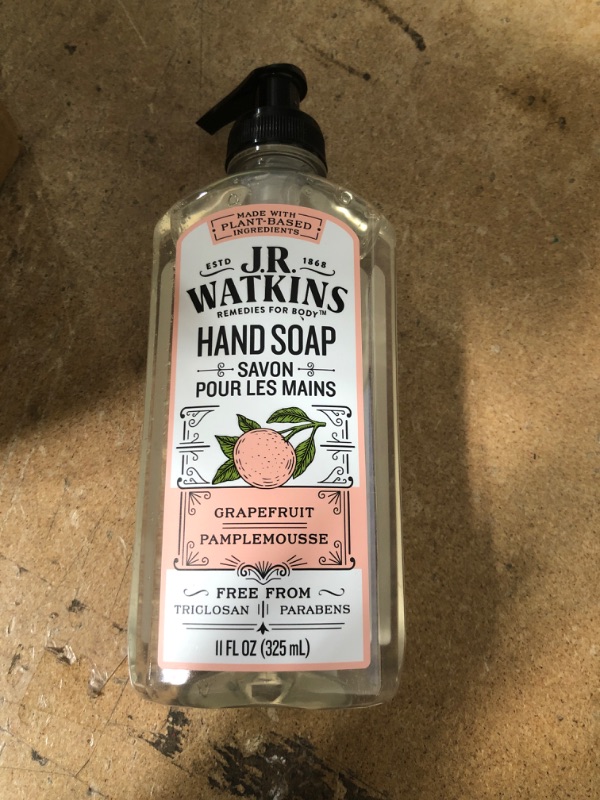 MADE WITH
PLANT-BASED
INGREDIENTS
ESTD J.R. 1868
WATKINS
REMEDIES FOR BODY™
HAND SOAP
SAVON
POUR LES MAINS
GRAPEFRUIT
PAMPLEMOUSSE
FREE FROM
TRICLOSAN PARABENS
11 FL OZ (325 mL)